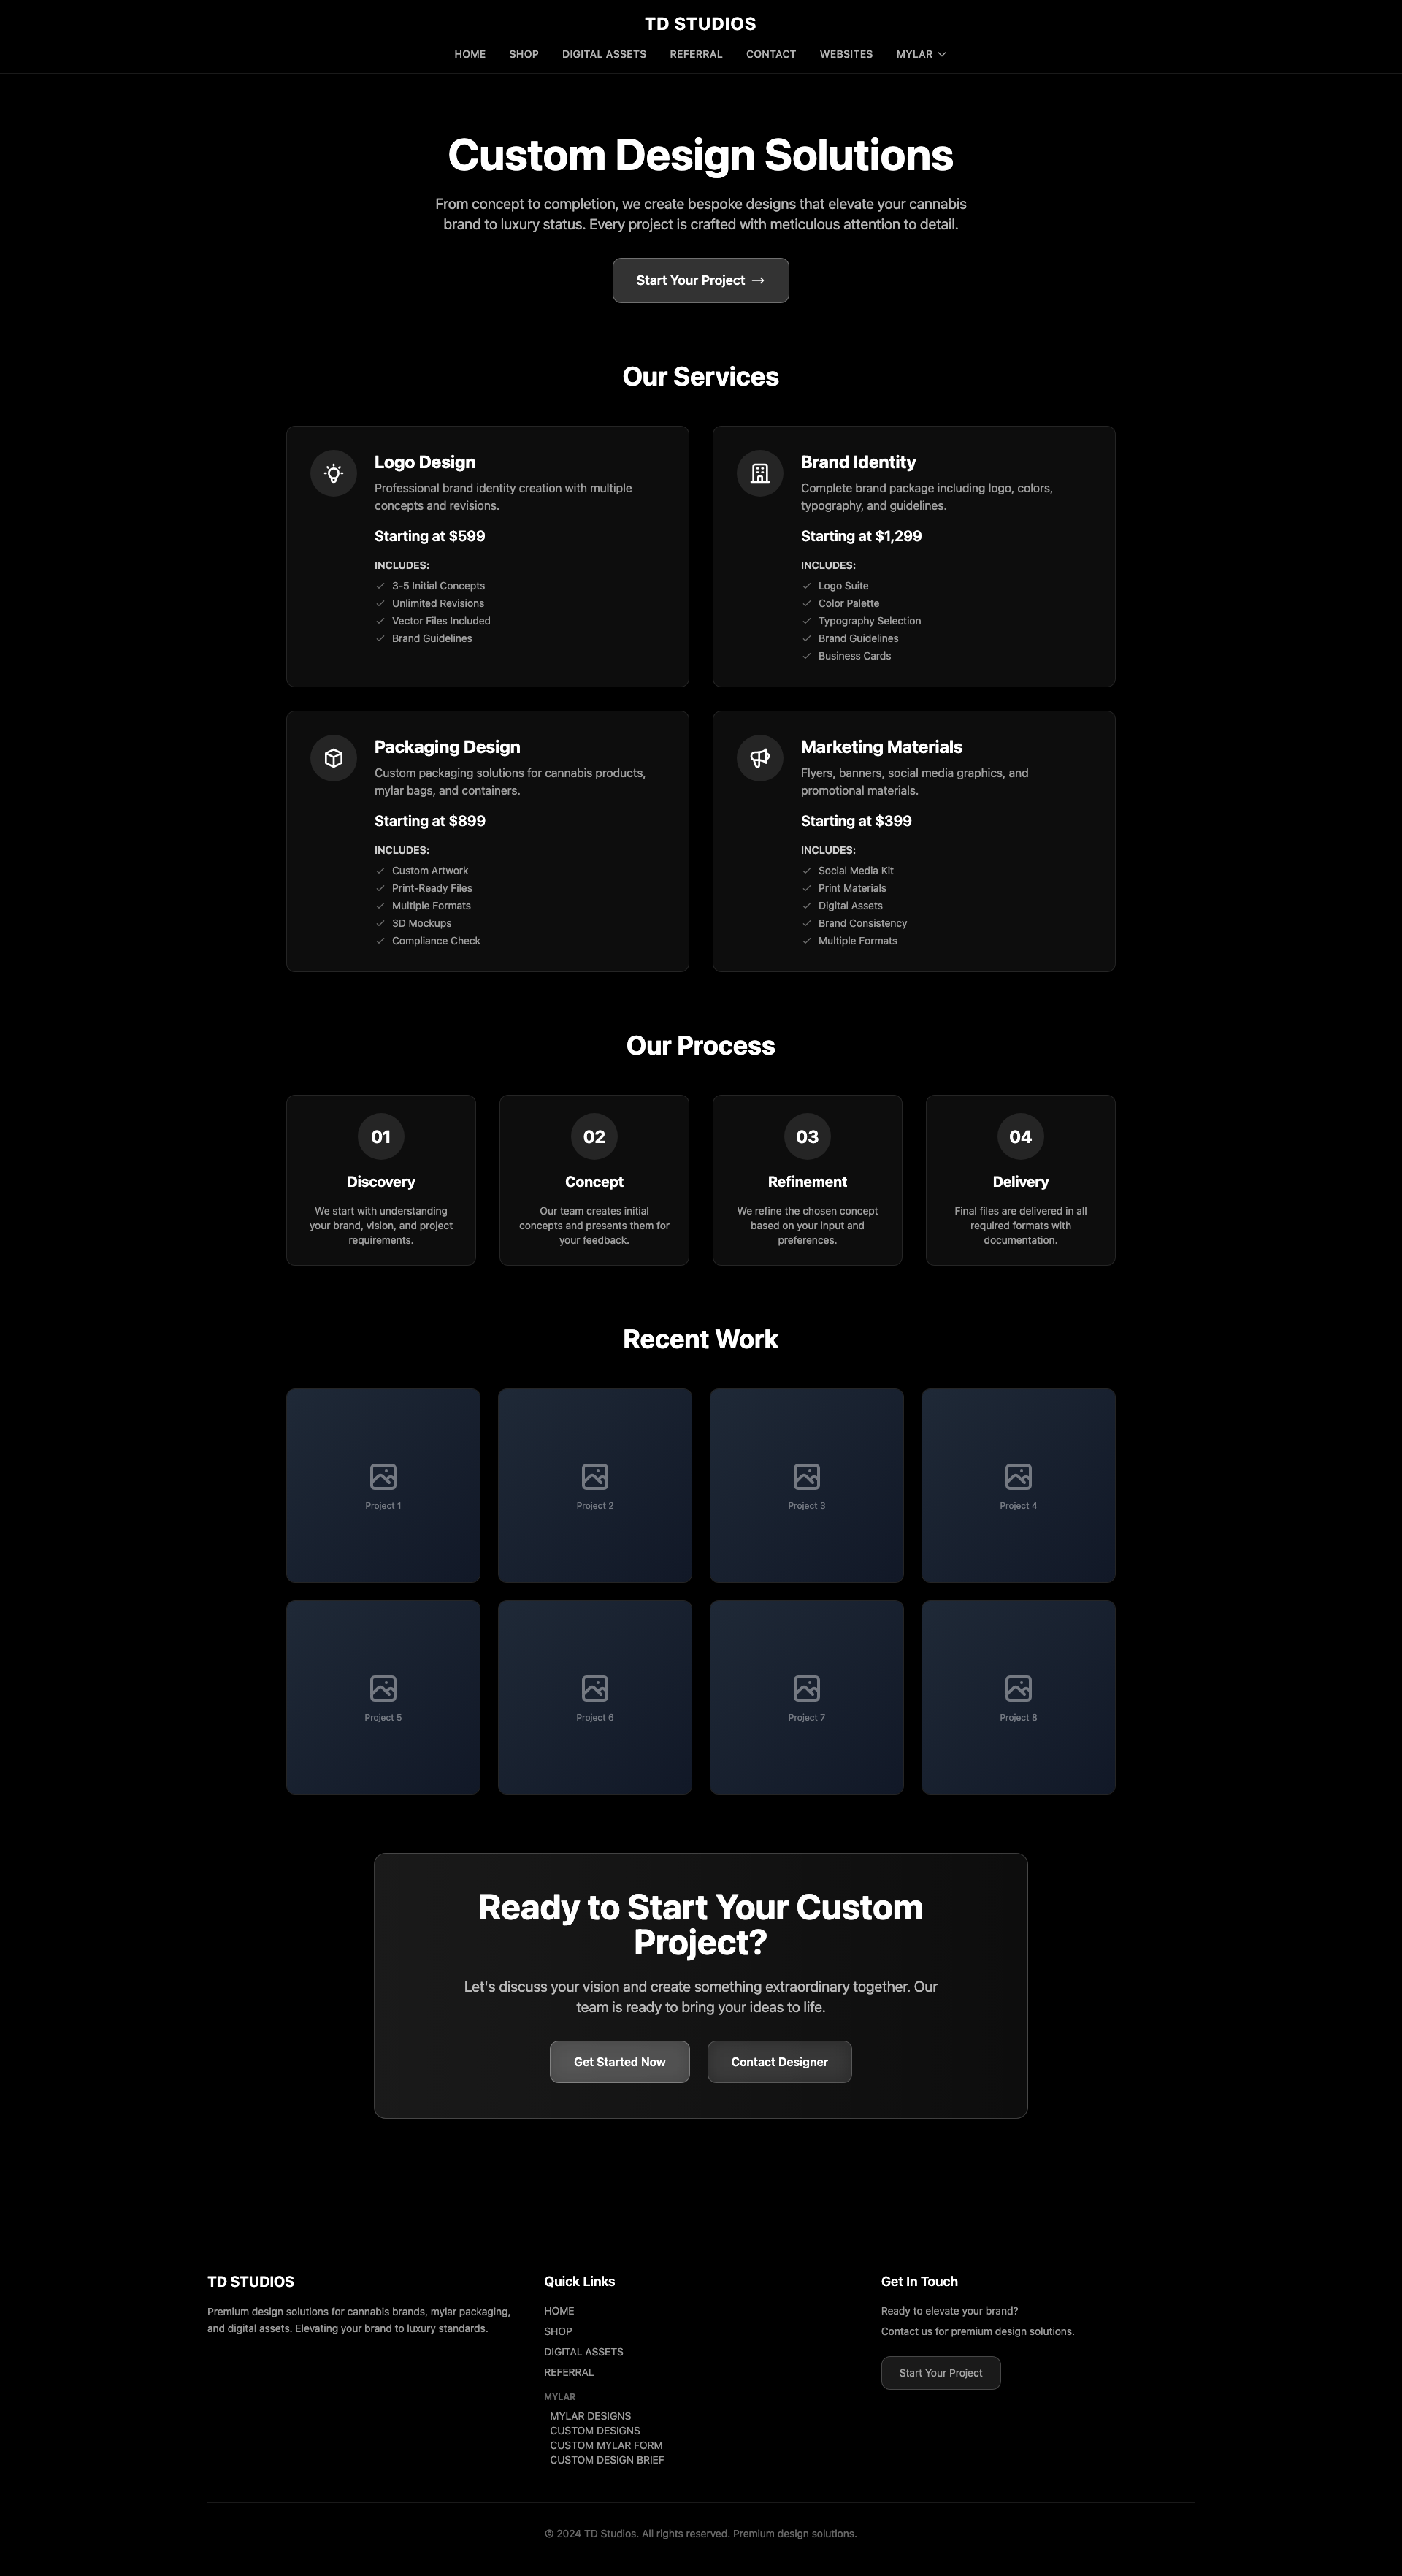 TD STUDIOS
HOME SHOP DIGITAL ASSETS REFERRAL CONTACT WEBSITES MYLAR
Custom Design Solutions
From concept to completion, we create bespoke designs that elevate your cannabis
brand to luxury status. Every project is crafted with meticulous attention to detail.
Start Your Project →
Our Services
Logo Design
Professional brand identity creation with multiple
concepts and revisions.
Starting at $599
INCLUDES:
3-5 Initial Concepts
Unlimited Revisions
Vector Files Included
Brand Guidelines
Brand Identity
Complete brand package including logo, colors,
typography, and guidelines.
Starting at $1,299
INCLUDES:
Logo Suite
Color Palette
Typography Selection
Brand Guidelines
Business Cards
Packaging Design
Custom packaging solutions for cannabis products,
mylar bags, and containers.
Starting at $899
INCLUDES:
Custom Artwork
Print-Ready Files
Multiple Formats
3D Mockups
Compliance Check
Marketing Materials
Flyers, banners, social media graphics, and
promotional materials.
Starting at $399
INCLUDES:
Social Media Kit
Print Materials
Digital Assets
Brand Consistency
Multiple Formats
Our Process
01
Discovery
We start with understanding
your brand, vision, and project
requirements.
02
Concept
Our team creates initial
concepts and presents them for
your feedback.
03
Refinement
We refine the chosen concept
based on your input and
preferences.
04
Delivery
Final files are delivered in all
required formats with
documentation.
Recent Work
Project 1
Project 2
Project 3
Project 4
Project 5
Project 6
Project 7
Project 8
Ready to Start Your Custom
Project?
Let's discuss your vision and create something extraordinary together. Our
team is ready to bring your ideas to life.
Get Started Now
Contact Designer
TD STUDIOS
Premium design solutions for cannabis brands, mylar packaging,
and digital assets. Elevating your brand to luxury standards.
Quick Links
HOME
SHOP
DIGITAL ASSETS
REFERRAL
MYLAR
MYLAR DESIGNS
CUSTOM DESIGNS
CUSTOM MYLAR FORM
CUSTOM DESIGN BRIEF
Get In Touch
Ready to elevate your brand?
Contact us for premium design solutions.
Start Your Project
© 2024 TD Studios. All rights reserved. Premium design solutions.